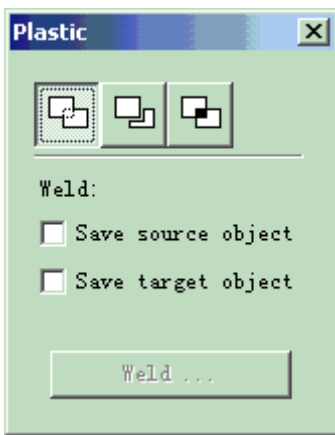 Plastic
Weld:
Save source object
Save target object
Weld ...